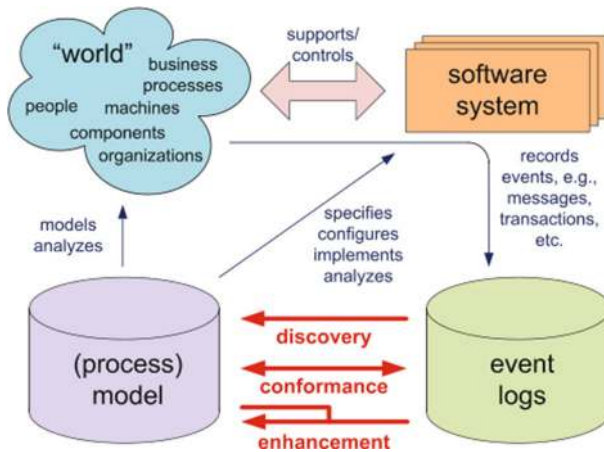 “world”
business
processes
people
machines
components
organizations
supports/
controls
software
system
records
events, e.g.,
messages,
transactions,
etc.
models
analyzes
specifies
configures
implements
analyzes
(process)
model
discovery
conformance
enhancement
event
logs